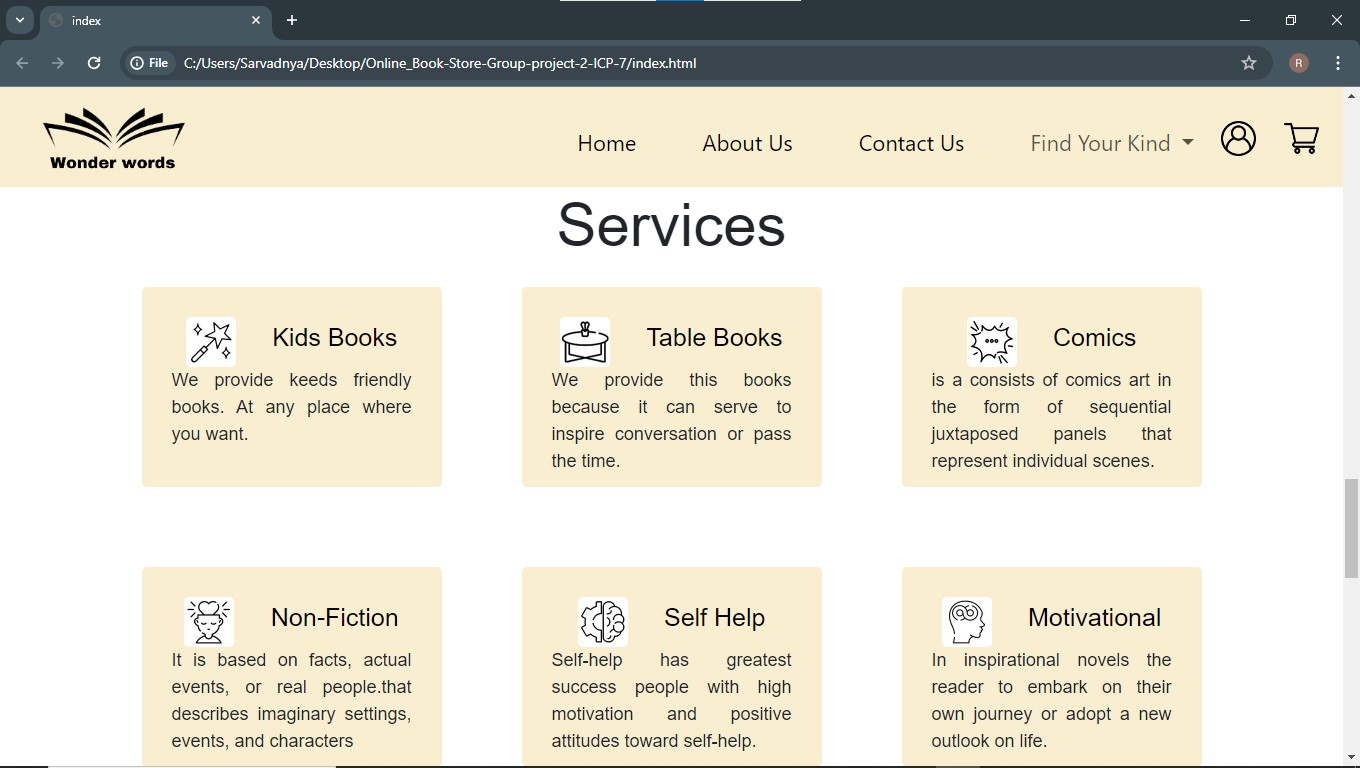 index
File
C:/Users/Sarvadnya/Desktop/Online_Book-Store-Group-project-2-ICP-7/index.html
R
Wonder words
Home
About Us
Contact Us
Find Your Kind
Services
Kids Books
We provide keeds friendly
books. At any place where
you want.
Table Books
We provide this books
because it can serve to
inspire conversation or pass
the time.
Comics
is a consists of comics art in
the form of sequential
juxtaposed panels that
represent individual scenes.
Non-Fiction
It is based on facts, actual
events, or real people.that
describes imaginary settings,
events, and characters
Self Help
Self-help has greatest
success people with high
motivation and positive
attitudes toward self-help.
Motivational
In inspirational novels the
reader to embark on their
own journey or adopt a new
outlook on life.